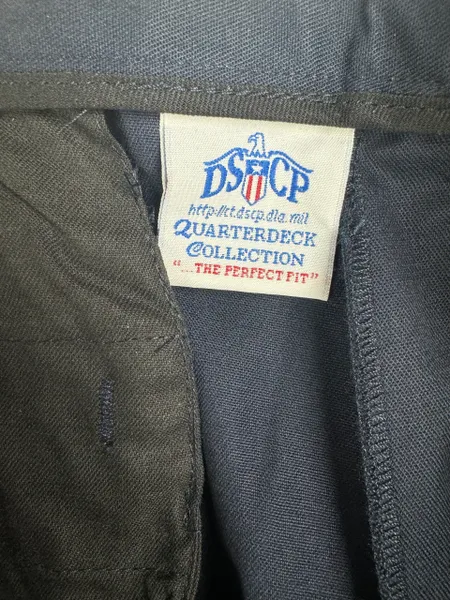 DSCP
http://ct.dscp.dla.mil
QUARTERDECK
COLLECTION
"...THE PERFECT FIT"